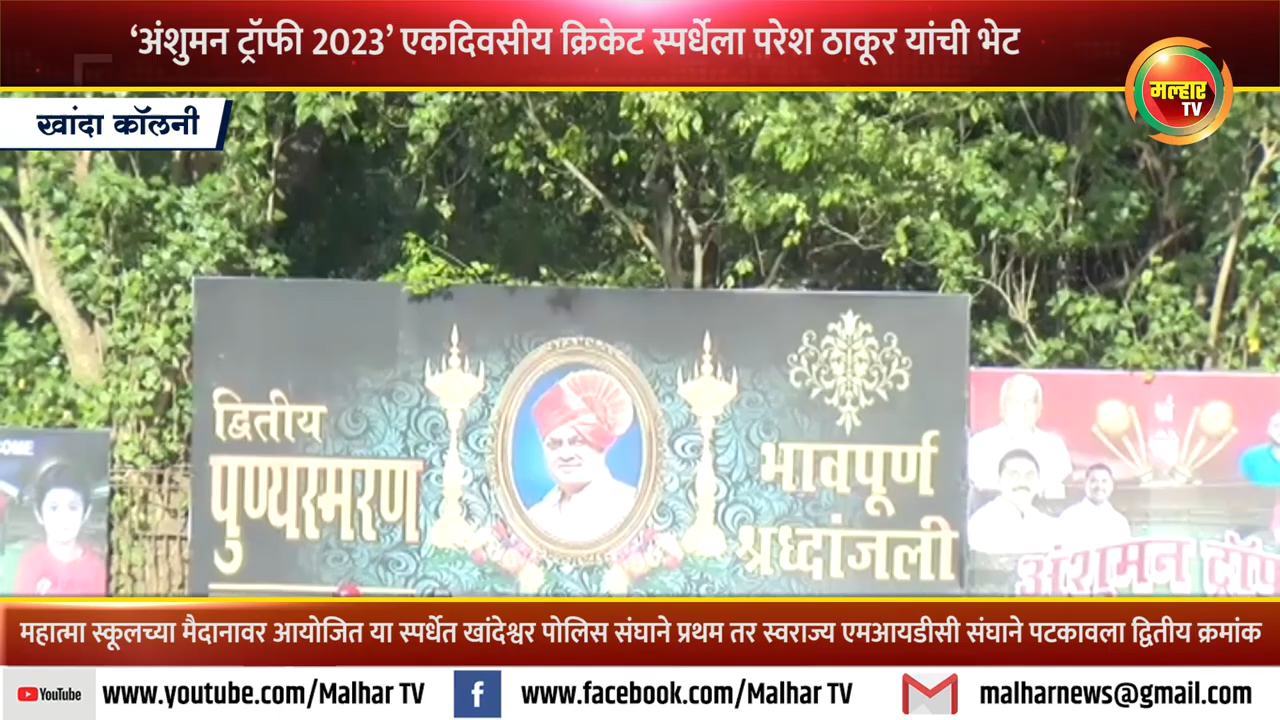 ‘अंशुमन ट्रॉफी 2023’ एकदिवसीय क्रिकेट स्पर्धेला परेश ठाकूर यांची भेट
मल्हार
TV
खांदा कॉलनी
द्वितीय
पुण्यस्मरण
भावपूर्ण
श्रध्दांजली
अंशुमन ट्रॉफी
महात्मा स्कूलच्या मैदानावर आयोजित या स्पर्धेत खांदेश्वर पोलिस संघाने प्रथम तर स्वराज्य एमआयडीसी संघाने पटकावला द्वितीय क्रमांक
YouTube
www.youtube.com/Malhar TV
www.facebook.com/Malhar TV
malharnews@gmail.com